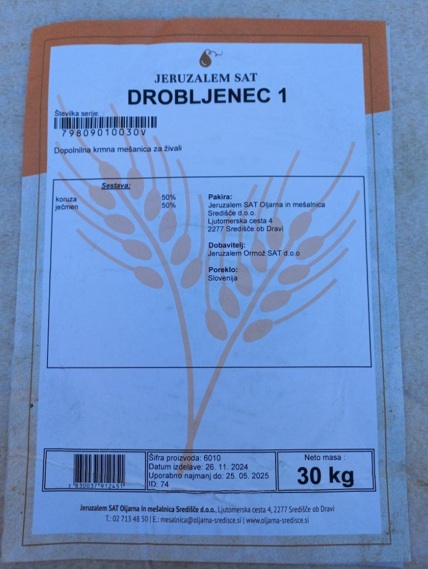 JERUZALEM SAT
DROBLJENEC 1
Številka serije:
79809010030V
Dopolnilna krmna mešanica za živali
Sestava:
koruza 50%
ječmen 50%
Pakira:
Jeruzalem SAT Oljarna in mešalnica
Središče d.o.o.
Ljutomerska cesta 4
2277 Središče ob Dravi
Dobavitelj:
Jeruzalem Ormož SAT d.o.o
Poreklo:
Slovenija
Šifra proizvoda: 6010
Datum izdelave: 26. 11. 2024
Uporabno najmanj do: 25. 05. 2025
ID: 74
Neto masa :
30 kg
Jeruzalem SAT Oljarna in mešalnica Središče d.o.o., Ljutomerska cesta 4, 2277 Središče ob Dravi
T.: 02 713 48 50 | E.: mesalnica@oljarna-sredisce.si | www.oljarna-sredisce.si